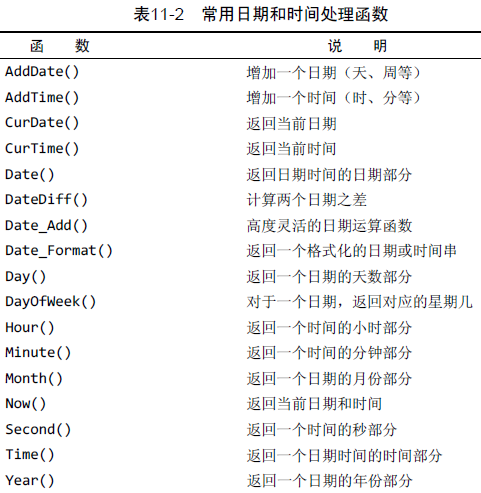 表11-2 常用日期和时间处理函数
函 数 说 明
AddDate() 增加一个日期（天、周等）
AddTime() 增加一个时间（时、分等）
CurDate() 返回当前日期
CurTime() 返回当前时间
Date() 返回日期时间的日期部分
DateDiff() 计算两个日期之差
Date_Add() 高度灵活的日期运算函数
Date_Format() 返回一个格式化的日期或时间串
Day() 返回一个日期的天数部分
DayOfWeek() 对于一个日期，返回对应的星期几
Hour() 返回一个时间的小时部分
Minute() 返回一个时间的分钟部分
Month() 返回一个日期的月份部分
Now() 返回当前日期和时间
Second() 返回一个时间的秒部分
Time() 返回一个日期时间的时间部分
Year() 返回一个日期的年份部分